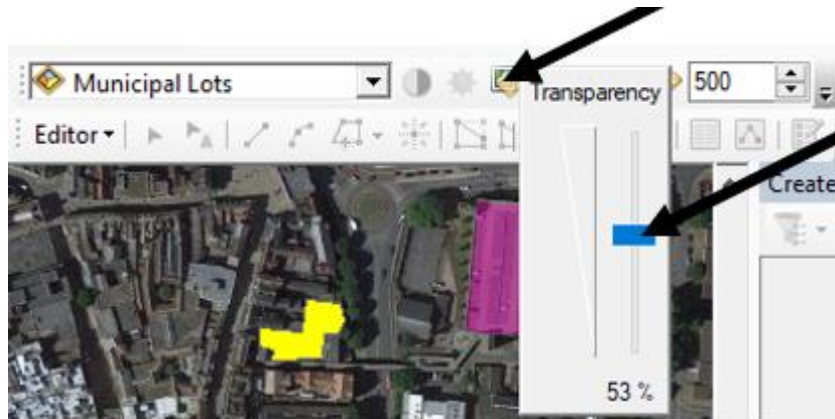 Municipal Lots
Transparency
500
Editor
Create
53 %